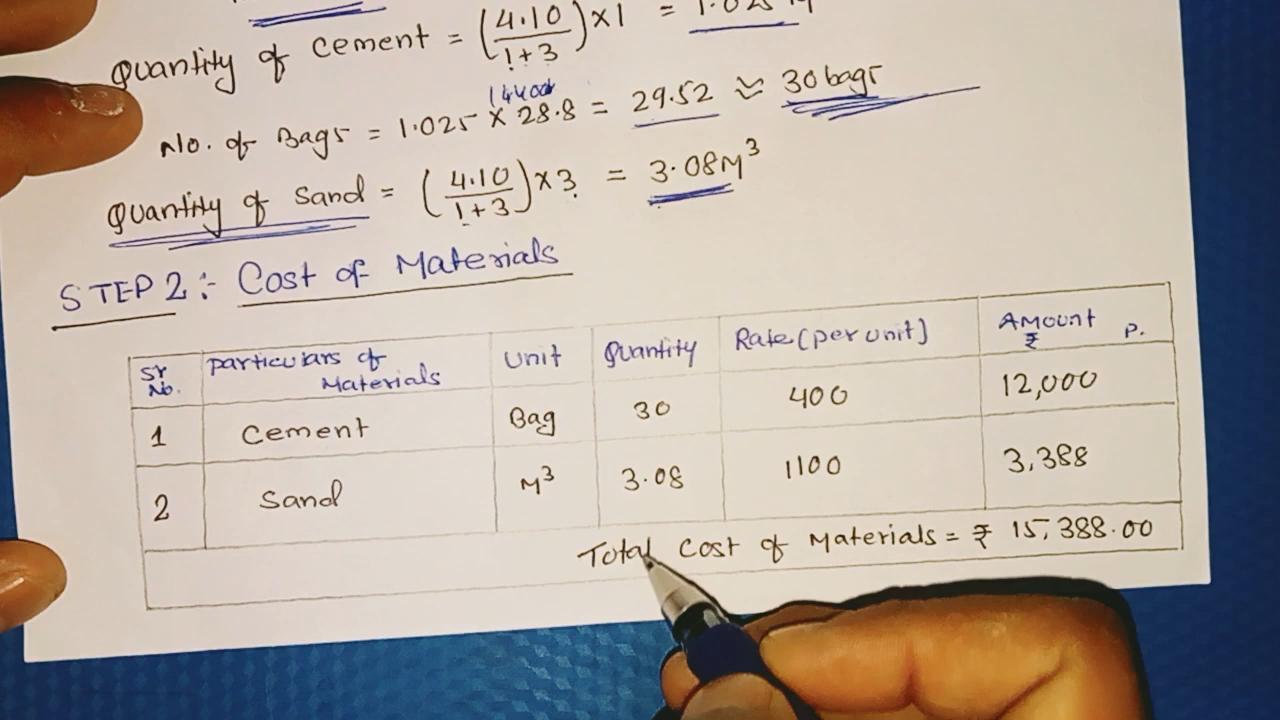 Quantity of Cement = (4.10/1+3)×1 =
1440
No. of Bags = 1.025 × 28.8 = 29.52 ≈ 30 bags
Quantity of Sand = (4.10/1+3)×3 = 3.08M³
STEP 2:- Cost of Materials
Sr No. Particulars of Materials Unit Quantity Rate (per unit) Amount ₹ P.
1 Cement Bag 30 400 12,000
2 Sand M³ 3.08 1100 3,388
Total Cost of Materials = ₹ 15,388.00